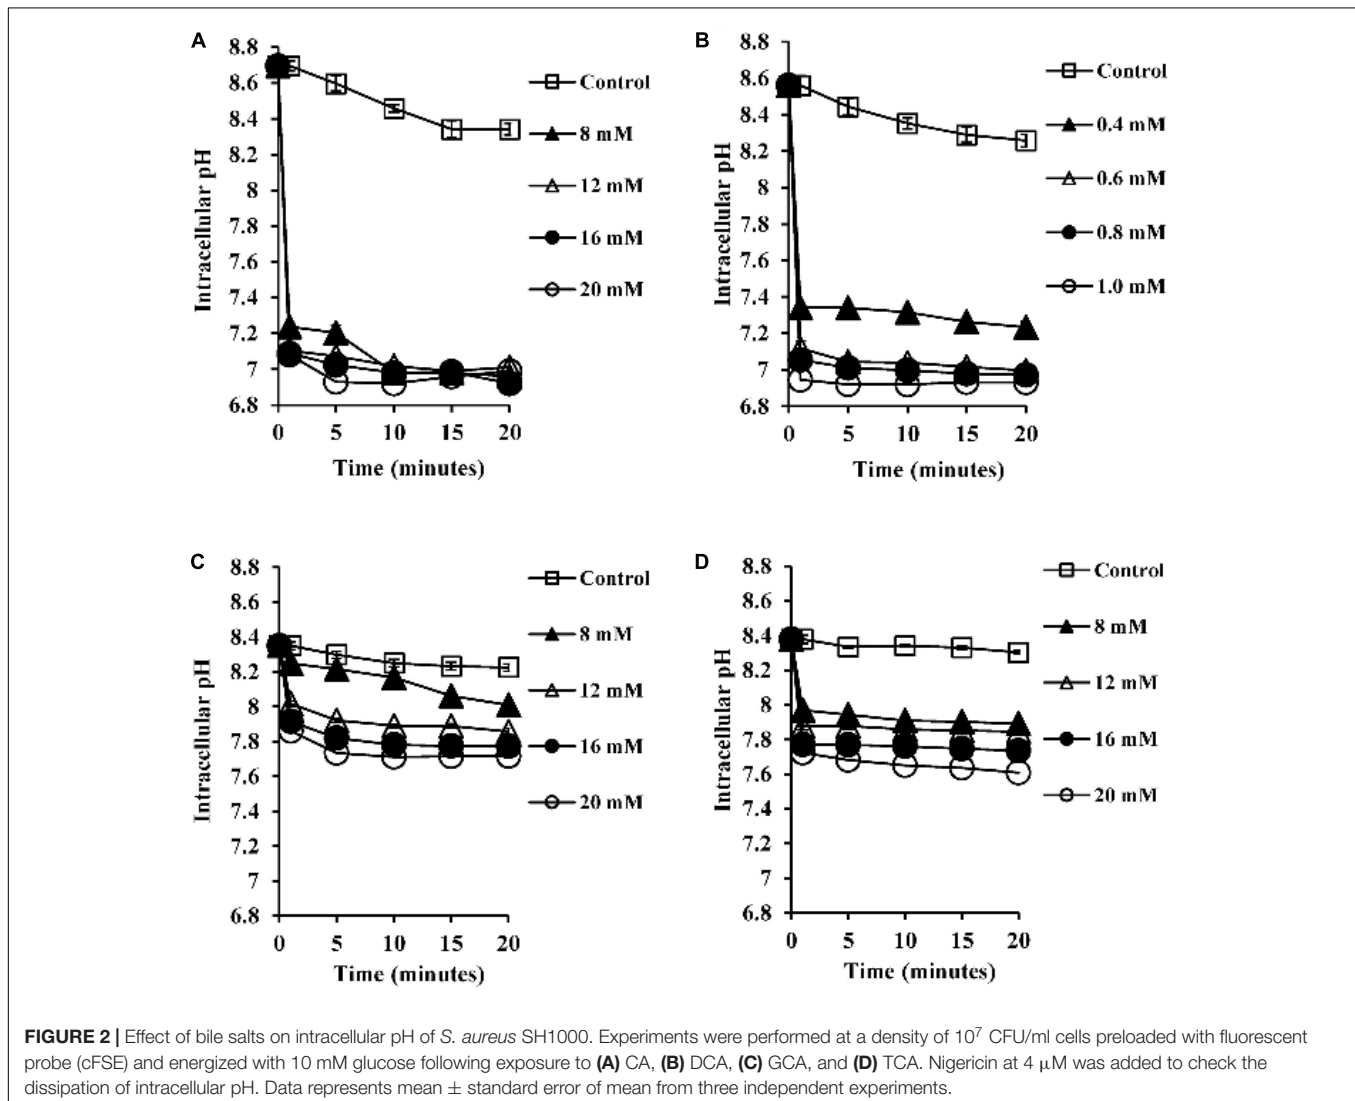 A
8.8
8.6
8.4
8.2
8
7.8
7.6
7.4
7.2
7
6.8
Intracellular pH
0 5 10 15 20
Time (minutes)
Control
8 mM
12 mM
16 mM
20 mM
B
8.8
8.6
8.4
8.2
8
7.8
7.6
7.4
7.2
7
6.8
Intracellular pH
0 5 10 15 20
Time (minutes)
Control
0.4 mM
0.6 mM
0.8 mM
1.0 mM
C
8.8
8.6
8.4
8.2
8
7.8
7.6
7.4
7.2
7
6.8
Intracellular pH
0 5 10 15 20
Time (minutes)
Control
8 mM
12 mM
16 mM
20 mM
D
8.8
8.6
8.4
8.2
8
7.8
7.6
7.4
7.2
7
6.8
Intracellular pH
0 5 10 15 20
Time (minutes)
Control
8 mM
12 mM
16 mM
20 mM
FIGURE 2 | Effect of bile salts on intracellular pH of S. aureus SH1000. Experiments were performed at a density of 10⁷ CFU/ml cells preloaded with fluorescent
probe (cFSE) and energized with 10 mM glucose following exposure to (A) CA, (B) DCA, (C) GCA, and (D) TCA. Nigericin at 4 μM was added to check the
dissipation of intracellular pH. Data represents mean ± standard error of mean from three independent experiments.